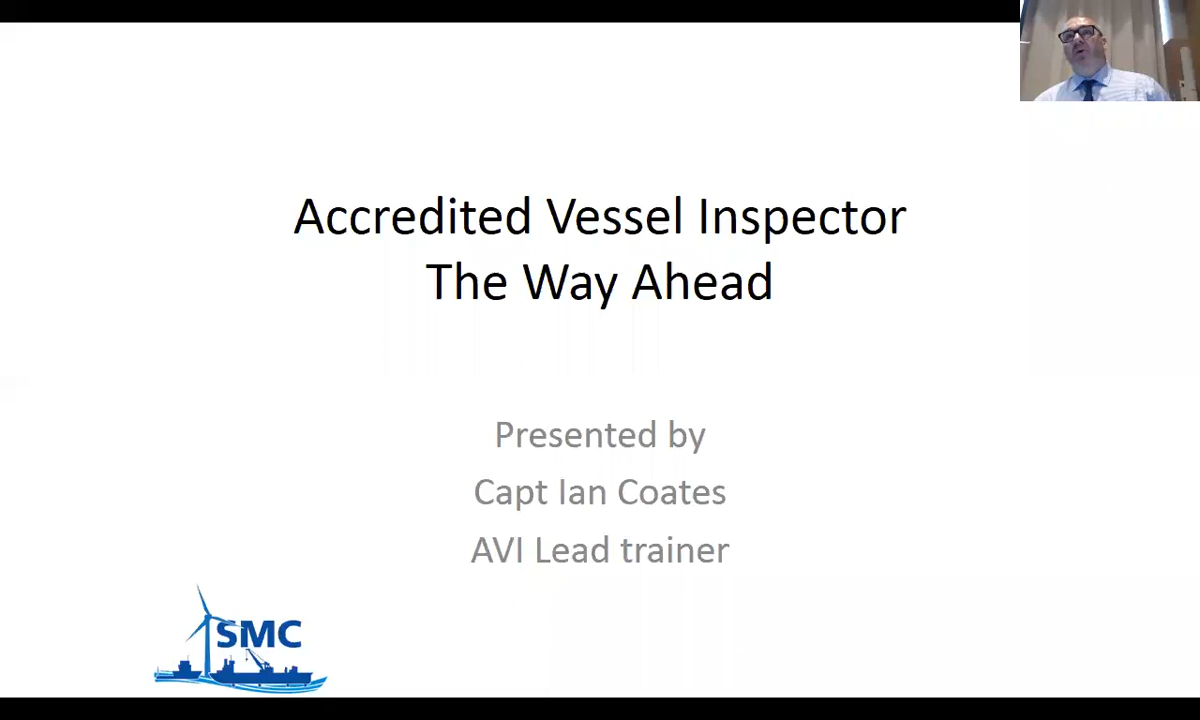 Accredited Vessel Inspector
The Way Ahead
Presented by
Capt Ian Coates
AVI Lead trainer
SMC